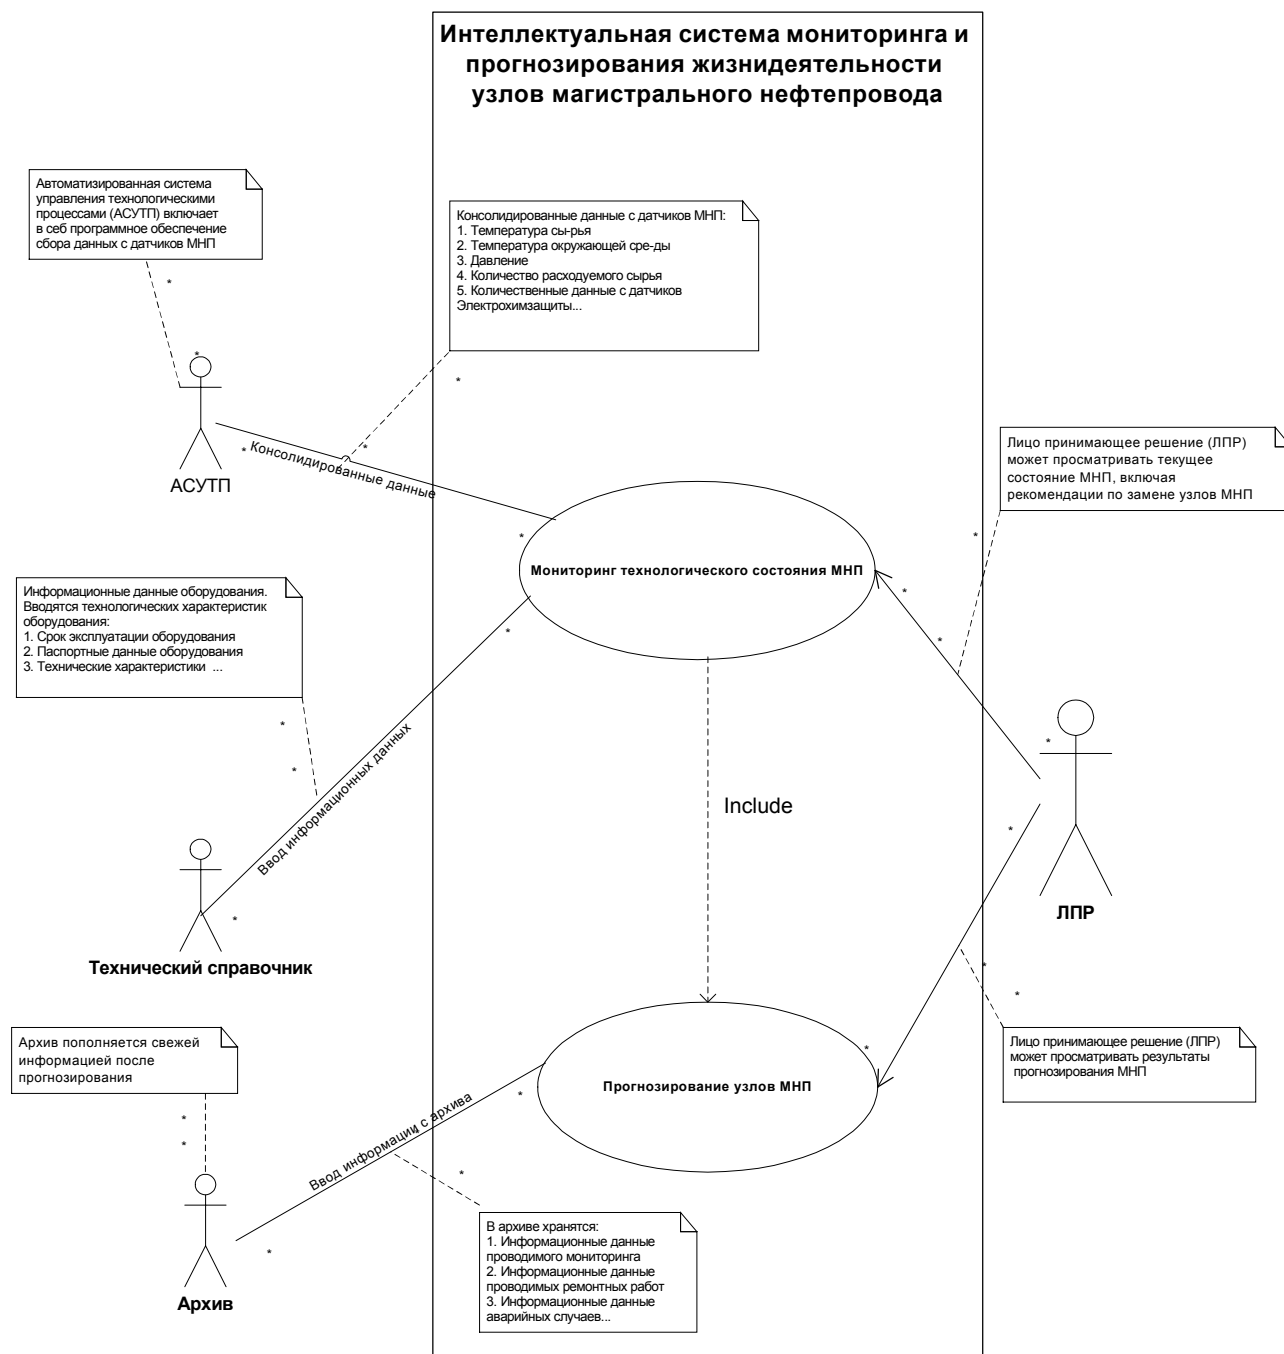 Интеллектуальная система мониторинга и
прогнозирования жизнидеятельности
узлов магистрального нефтепровода
Автоматизированная система
управления технологическими
процессами (АСУТП) включает
в себ программное обеспечение
сбора данных с датчиков МНП
*
*
АСУТП
Консолидированные данные с датчиков МНП:
1. Температура сы-рья
2. Температура окружающей сре-ды
3. Давление
4. Количество расходуемого сырья
5. Количественные данные с датчиков
Электрохимзащиты...
*
*
*
Консолидированные данные
*
Лицо принимающее решение (ЛПР)
может просматривать текущее
состояние МНП, включая
рекомендации по замене узлов МНП
*
*
*
*
Мониторинг технологического состояния МНП
Информационные данные оборудования.
Вводятся технологических характеристик
оборудования:
1. Срок эксплуатации оборудования
2. Паспортные данные оборудования
3. Технические характеристики ...
*
*
*
Ввод информационных данных
*
Технический справочник
Include
ЛПР
*
*
*
*
Лицо принимающее решение (ЛПР)
может просматривать результаты
прогнозирования МНП
Прогнозирование узлов МНП
Архив пополняется свежей
информацией после
прогнозирования
*
*
*
Ввод информации с архива
*
*
Архив
В архиве хранятся:
1. Информационные данные
проводимого мониторинга
2. Информационные данные
проводимых ремонтных работ
3. Информационные данные
аварийных случаев...